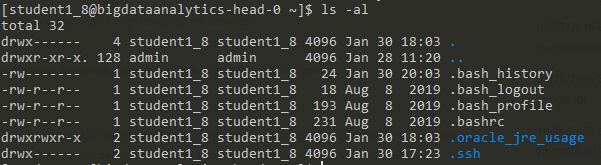 [student1_8@bigdataanalytics-head-0 ~]$ ls -al
total 32
drwx------   4 student1_8 student1_8 4096 Jan 30 18:03 .
drwxr-xr-x. 128 admin      admin      4096 Jan 28 11:20 ..
-rw-------   1 student1_8 student1_8   24 Jan 30 20:03 .bash_history
-rw-r--r--   1 student1_8 student1_8   18 Aug  8  2019 .bash_logout
-rw-r--r--   1 student1_8 student1_8  193 Aug  8  2019 .bash_profile
-rw-r--r--   1 student1_8 student1_8  231 Aug  8  2019 .bashrc
drwxrwxr-x   2 student1_8 student1_8 4096 Jan 30 18:03 .oracle_jre_usage
drwx------   2 student1_8 student1_8 4096 Jan 30 17:23 .ssh